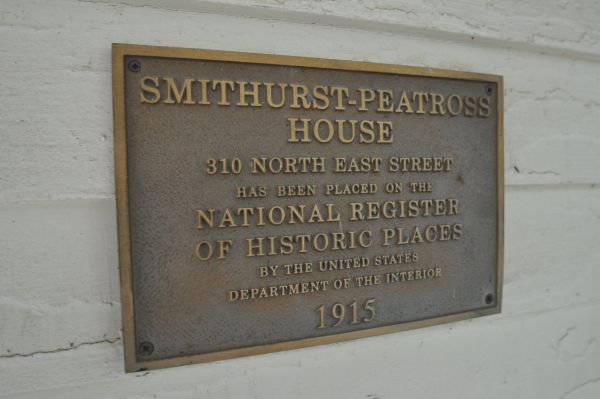 SMITHURST-PEATROSS
HOUSE
310 NORTH EAST STREET
HAS BEEN PLACED ON THE
NATIONAL REGISTER
OF HISTORIC PLACES
BY THE UNITED STATES
DEPARTMENT OF THE INTERIOR
1915